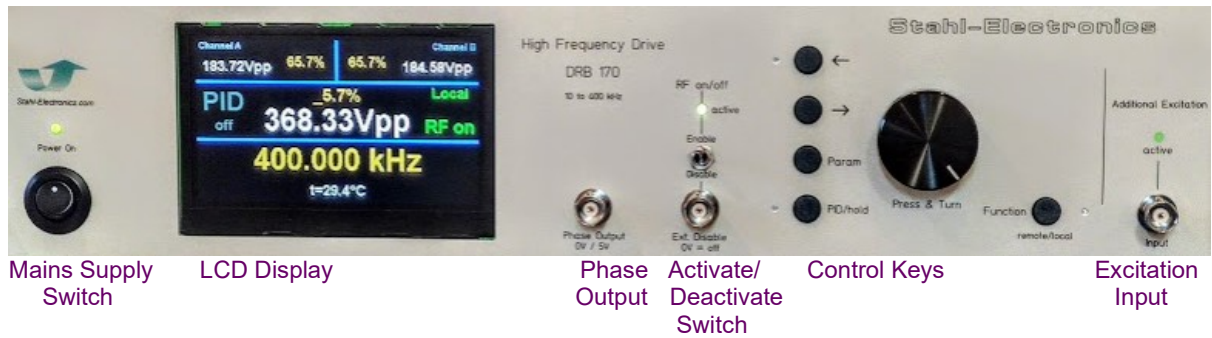 Stahl-Electronics.com
Power On
Channel A
183.72Vpp
65.7%
65.7%
Channel B
184.58Vpp
PID
off
_5.7%
368.33Vpp
Local
RF on
400.000 kHz
t=29.4°C
High Frequency Drive
DRB 170
10 to 400 kHz
Phase Output
0V / 5V
RF on/off
active
Enable
Disable
Ext. Disable
0V = off
←
→
Param
PID/hold
Stahl-Electronics
Press & Turn
Function
remote/local
Additional Excitation
active
Input
Mains Supply
Switch
LCD Display
Phase
Output
Activate/
Deactivate
Switch
Control Keys
Excitation
Input